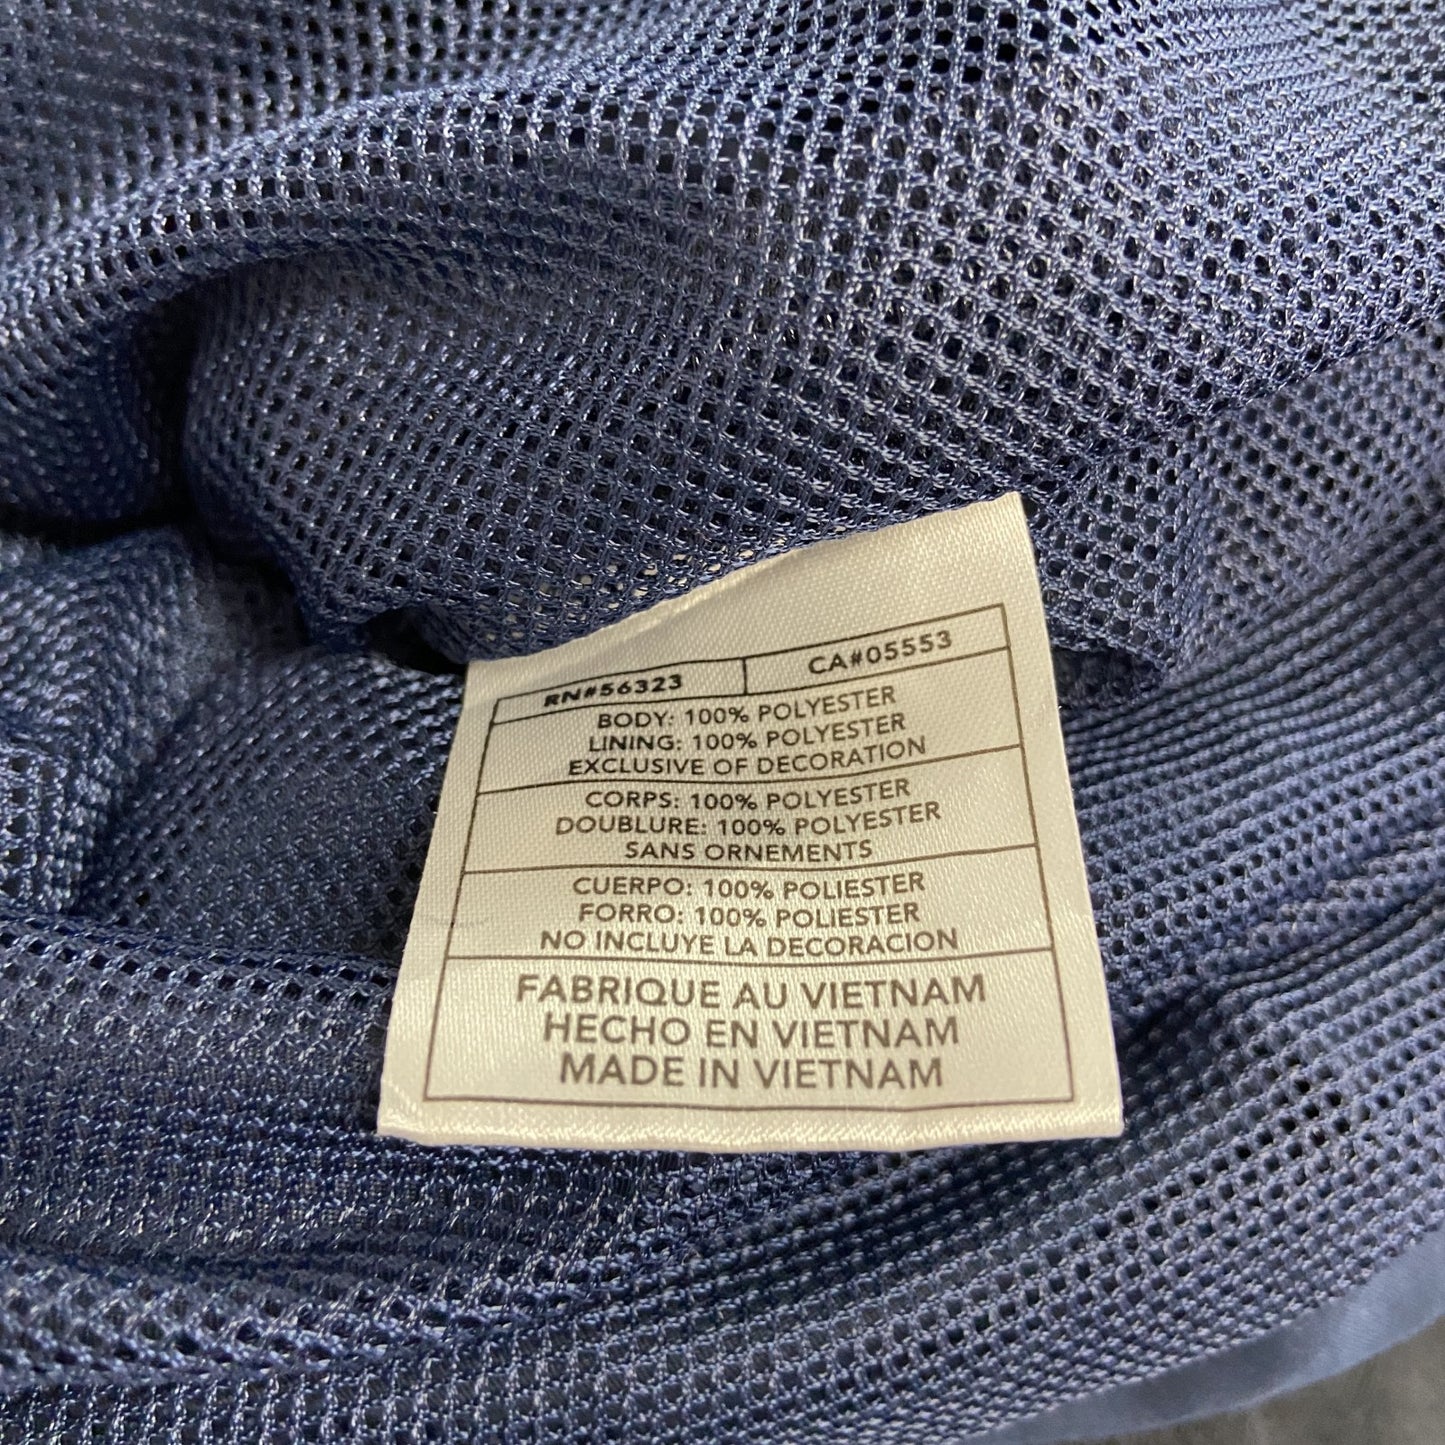 RN#56323 CA#05553
BODY: 100% POLYESTER
LINING: 100% POLYESTER
EXCLUSIVE OF DECORATION
CORPS: 100% POLYESTER
DOUBLURE: 100% POLYESTER
SANS ORNEMENTS
CUERPO: 100% POLIESTER
FORRO: 100% POLIESTER
NO INCLUYE LA DECORACION
FABRIQUE AU VIETNAM
HECHO EN VIETNAM
MADE IN VIETNAM